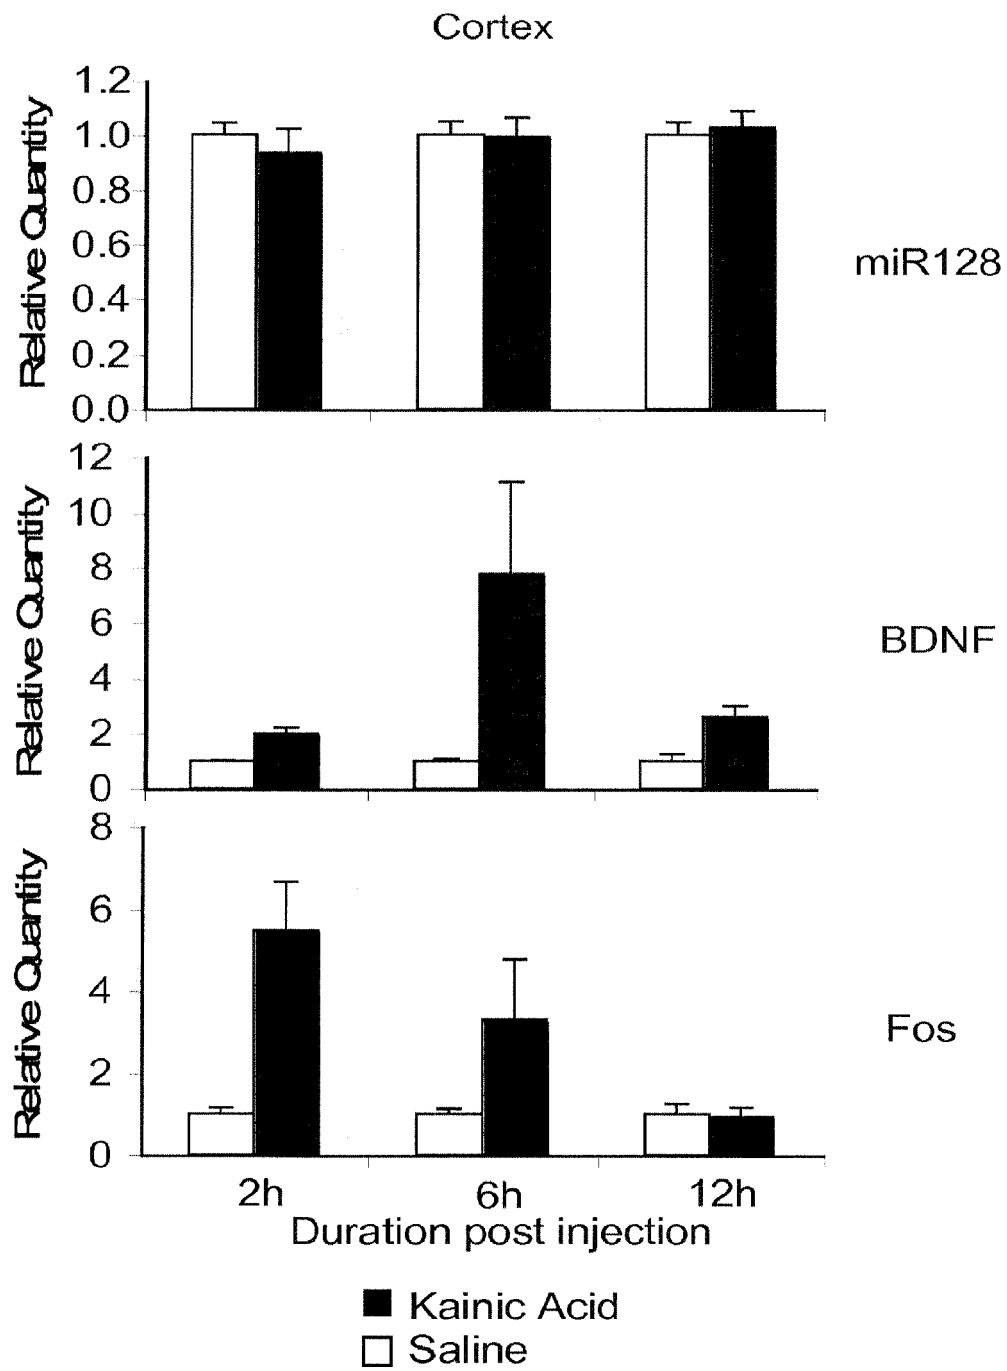 Cortex
Relative Quantity
1.2
1.0
0.8
0.6
0.4
0.2
0.0
miR128
Relative Quantity
12
10
8
6
4
2
0
BDNF
Relative Quantity
8
6
4
2
0
Fos
2h 6h 12h
Duration post injection
Kainic Acid
Saline